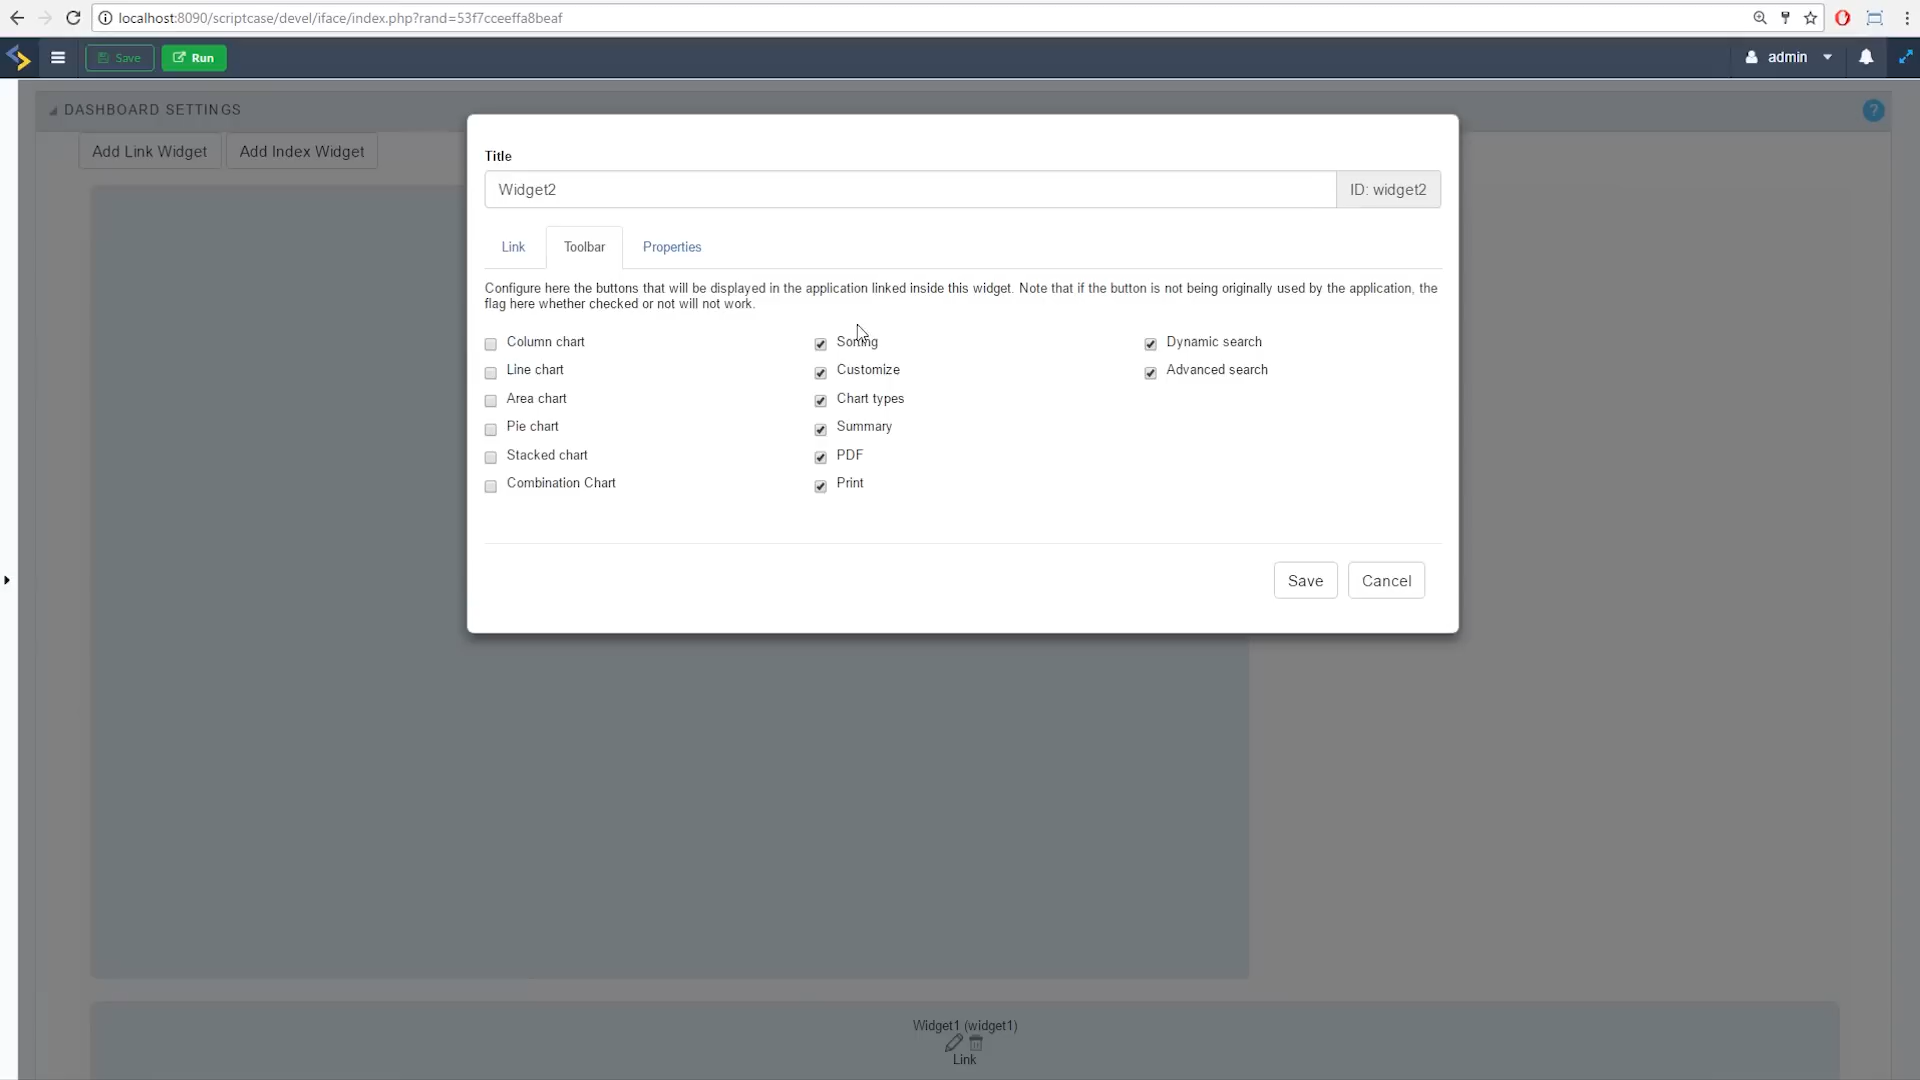 localhost:8090/scriptcase/devel/iface/index.php?rand=53f7cceeffa8beaf
Save
Run
admin
DASHBOARD SETTINGS
?
Add Link Widget
Add Index Widget
Title
Widget2
ID: widget2
Link
Toolbar
Properties
Configure here the buttons that will be displayed in the application linked inside this widget. Note that if the button is not being originally used by the application, the
flag here whether checked or not will not work.
Column chart
Line chart
Area chart
Pie chart
Stacked chart
Combination Chart
Sorting
Customize
Chart types
Summary
PDF
Print
Dynamic search
Advanced search
Save
Cancel
Widget1 (widget1)
Link